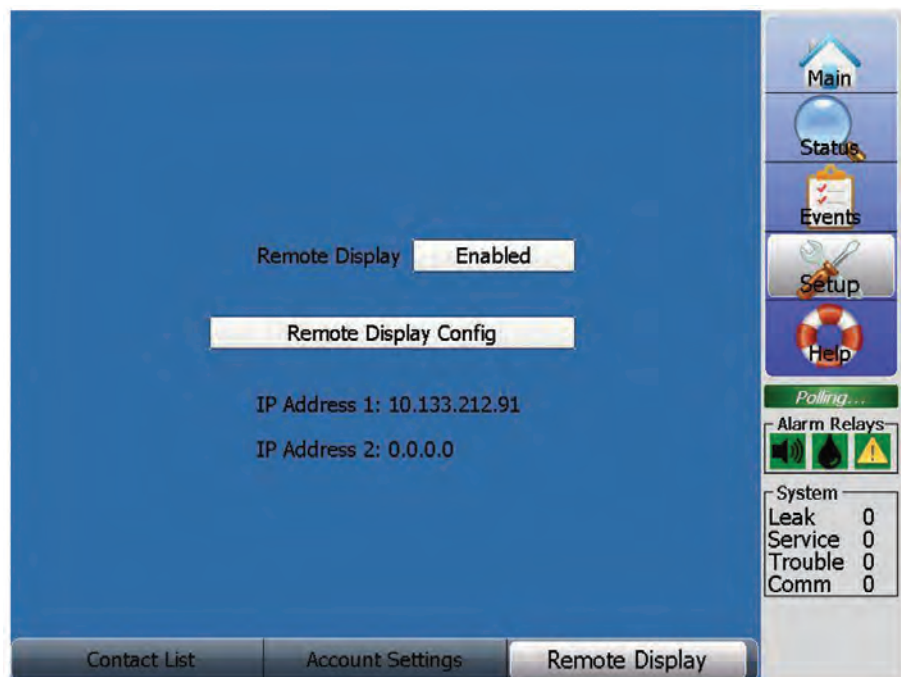 Main
Status
Events
Remote Display Enabled
Setup
Remote Display Config
Help
IP Address 1: 10.133.212.91
IP Address 2: 0.0.0.0
Polling...
Alarm Relays
System
Leak 0
Service 0
Trouble 0
Comm 0
Contact List Account Settings Remote Display